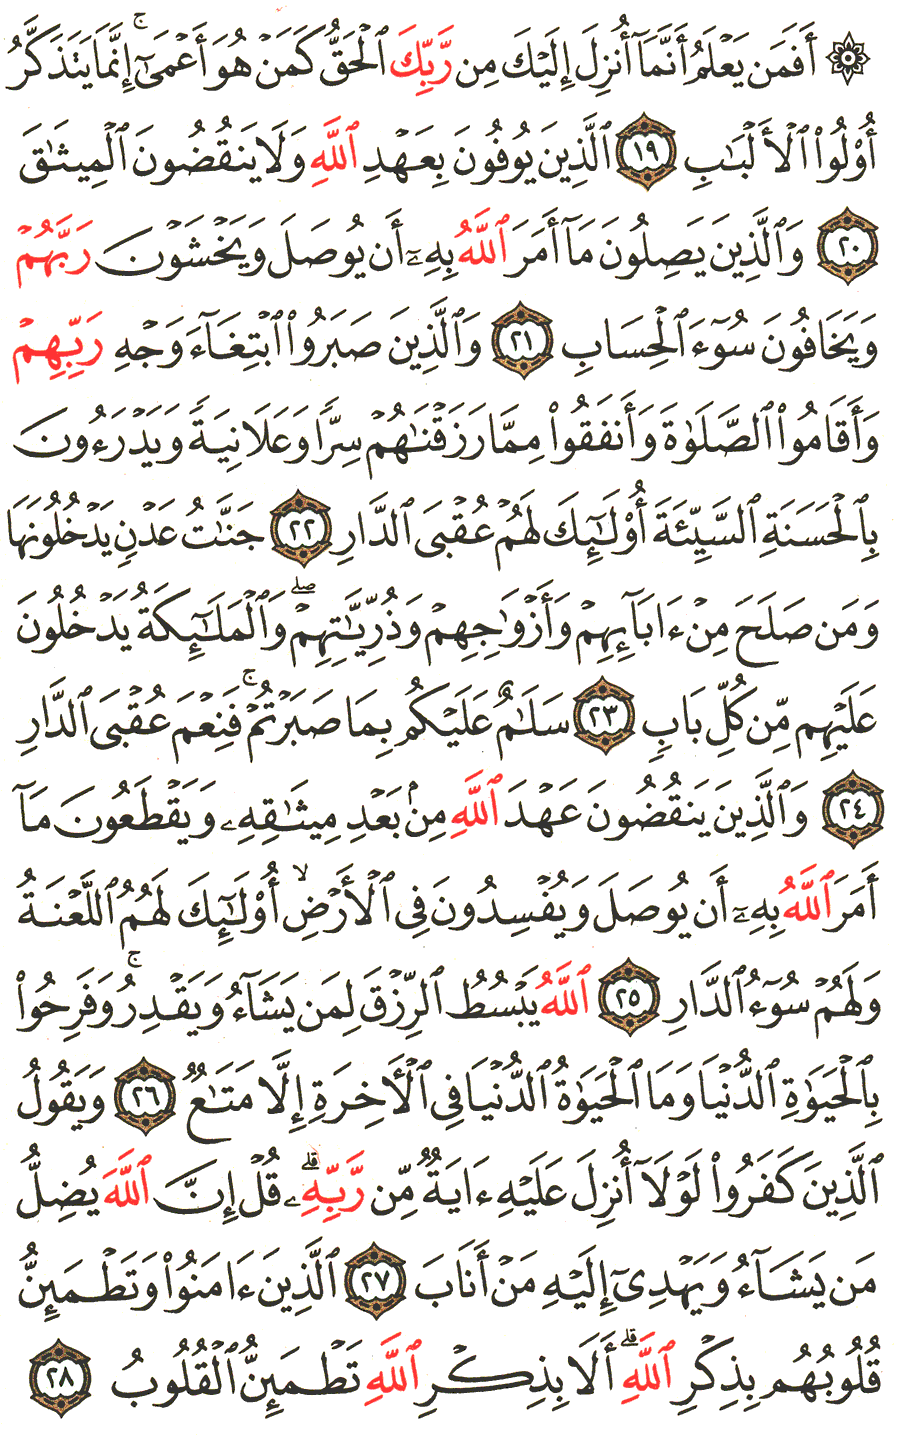 ۞ أَفَمَن يَعْلَمُ أَنَّمَآ أُنزِلَ إِلَيْكَ مِن رَّبِّكَ ٱلْحَقُّ كَمَنْ هُوَ أَعْمَىٰٓ ۚ إِنَّمَا يَتَذَكَّرُ
أُو۟لُوا۟ ٱلْأَلْبَـٰبِ ١٩ ٱلَّذِينَ يُوفُونَ بِعَهْدِ ٱللَّهِ وَلَا يَنقُضُونَ ٱلْمِيثَـٰقَ
٢٠ وَٱلَّذِينَ يَصِلُونَ مَآ أَمَرَ ٱللَّهُ بِهِۦٓ أَن يُوصَلَ وَيَخْشَوْنَ رَبَّهُمْ
وَيَخَافُونَ سُوٓءَ ٱلْحِسَابِ ٢١ وَٱلَّذِينَ صَبَرُوا۟ ٱبْتِغَآءَ وَجْهِ رَبِّهِمْ
وَأَقَامُوا۟ ٱلصَّلَوٰةَ وَأَنفَقُوا۟ مِمَّا رَزَقْنَـٰهُمْ سِرًّا وَعَلَانِيَةً وَيَدْرَءُونَ
بِٱلْحَسَنَةِ ٱلسَّيِّئَةَ أُو۟لَـٰٓئِكَ لَهُمْ عُقْبَى ٱلدَّارِ ٢٢ جَنَّـٰتُ عَدْنٍ يَدْخُلُونَهَا
وَمَن صَلَحَ مِنْ ءَابَآئِهِمْ وَأَزْوَٰجِهِمْ وَذُرِّيَّـٰتِهِمْ ۖ وَٱلْمَلَـٰٓئِكَةُ يَدْخُلُونَ
عَلَيْهِم مِّن كُلِّ بَابٍ ٢٣ سَلَـٰمٌ عَلَيْكُم بِمَا صَبَرْتُمْ ۚ فَنِعْمَ عُقْبَى ٱلدَّارِ
٢٤ وَٱلَّذِينَ يَنقُضُونَ عَهْدَ ٱللَّهِ مِنۢ بَعْدِ مِيثَـٰقِهِۦ وَيَقْطَعُونَ مَآ
أَمَرَ ٱللَّهُ بِهِۦٓ أَن يُوصَلَ وَيُفْسِدُونَ فِى ٱلْأَرْضِ ۙ أُو۟لَـٰٓئِكَ لَهُمُ ٱللَّعْنَةُ
وَلَهُمْ سُوٓءُ ٱلدَّارِ ٢٥ ٱللَّهُ يَبْسُطُ ٱلرِّزْقَ لِمَن يَشَآءُ وَيَقْدِرُ ۚ وَفَرِحُوا۟
بِٱلْحَيَوٰةِ ٱلدُّنْيَا وَمَا ٱلْحَيَوٰةُ ٱلدُّنْيَا فِى ٱلْـَٔاخِرَةِ إِلَّا مَتَـٰعٌ ٢٦ وَيَقُولُ
ٱلَّذِينَ كَفَرُوا۟ لَوْلَآ أُنزِلَ عَلَيْهِ ءَايَةٌ مِّن رَّبِّهِۦ ۗ قُلْ إِنَّ ٱللَّهَ يُضِلُّ
مَن يَشَآءُ وَيَهْدِىٓ إِلَيْهِ مَنْ أَنَابَ ٢٧ ٱلَّذِينَ ءَامَنُوا۟ وَتَطْمَئِنُّ
قُلُوبُهُم بِذِكْرِ ٱللَّهِ ۗ أَلَا بِذِكْرِ ٱللَّهِ تَطْمَئِنُّ ٱلْقُلُوبُ ٢٨